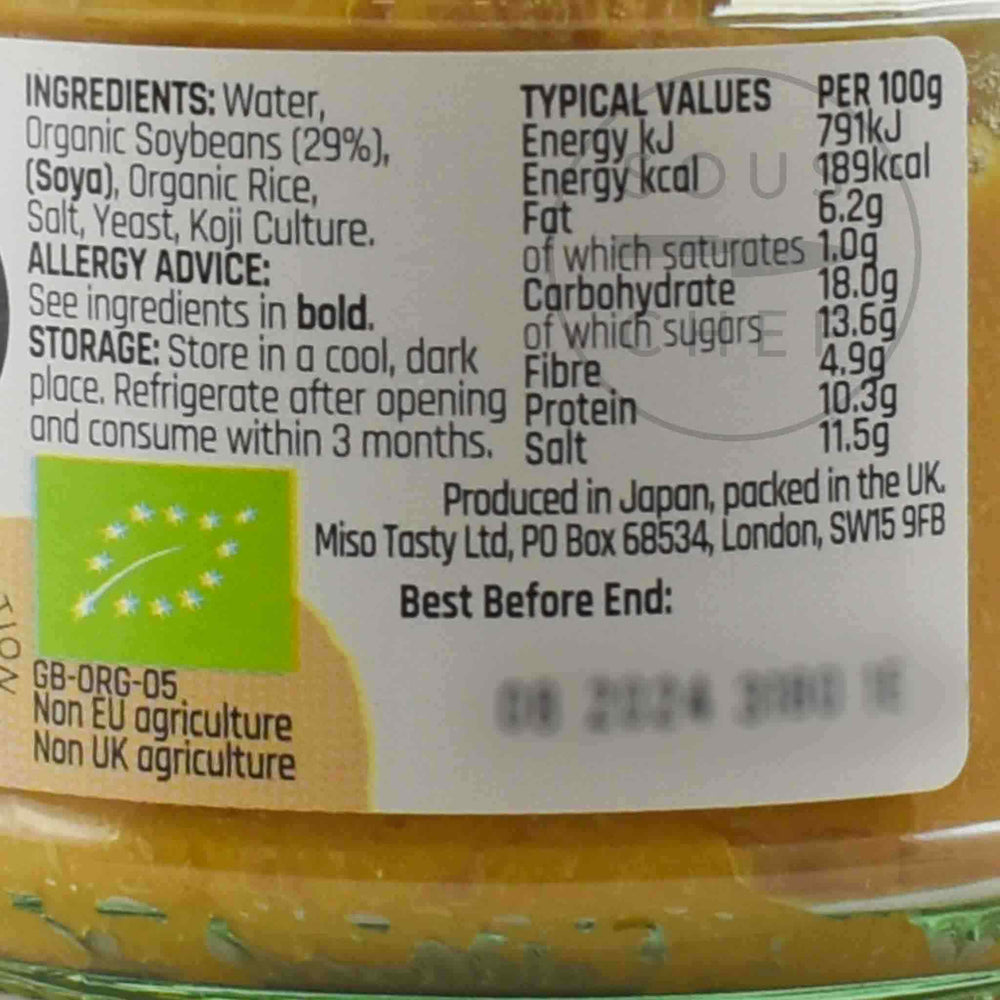 INGREDIENTS: Water,
Organic Soybeans (29%),
(Soya), Organic Rice,
Salt, Yeast, Koji Culture.
ALLERGY ADVICE:
See ingredients in bold.
STORAGE: Store in a cool, dark
place. Refrigerate after opening
and consume within 3 months.
TYPICAL VALUES PER 100g
Energy kJ 791kJ
Energy kcal 189kcal
Fat 6.2g
of which saturates 1.0g
Carbohydrate 18.0g
of which sugars 13.6g
Fibre 4.9g
Protein 10.3g
Salt 11.5g
Produced in Japan, packed in the UK.
Miso Tasty Ltd, PO Box 68534, London, SW15 9FB
Best Before End:
2024
GB-ORG-05
Non EU agriculture
Non UK agriculture
SOUS
CHEF
TION